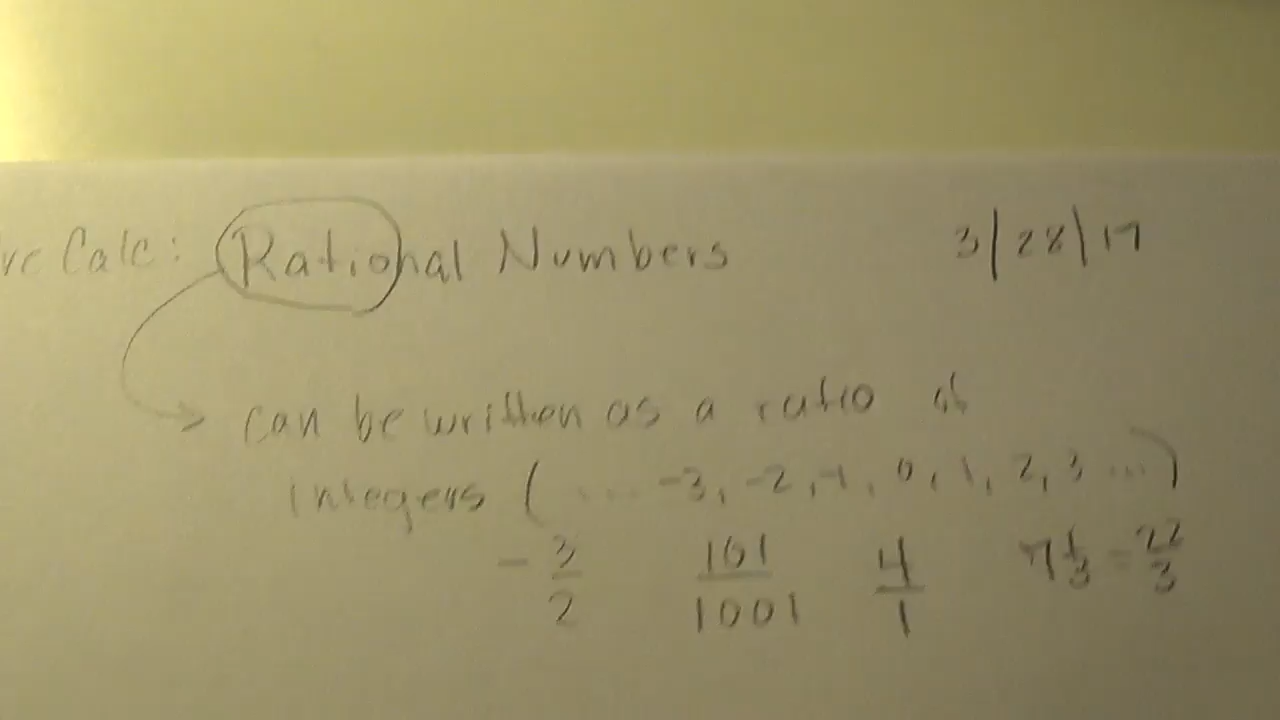 re Calc: Rational Numbers 3/28/17
can be written as a ratio of
integers (... -3, -2, -1, 0, 1, 2, 3 ...)
-3/2 101/1001 4/1 7 1/3 = 22/3